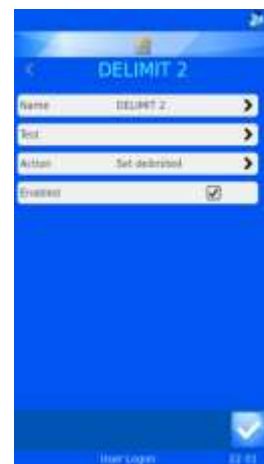 DELIMIT 2
Name DELIMIT 2
Test
Action Set delimited
Enabled
User Logon